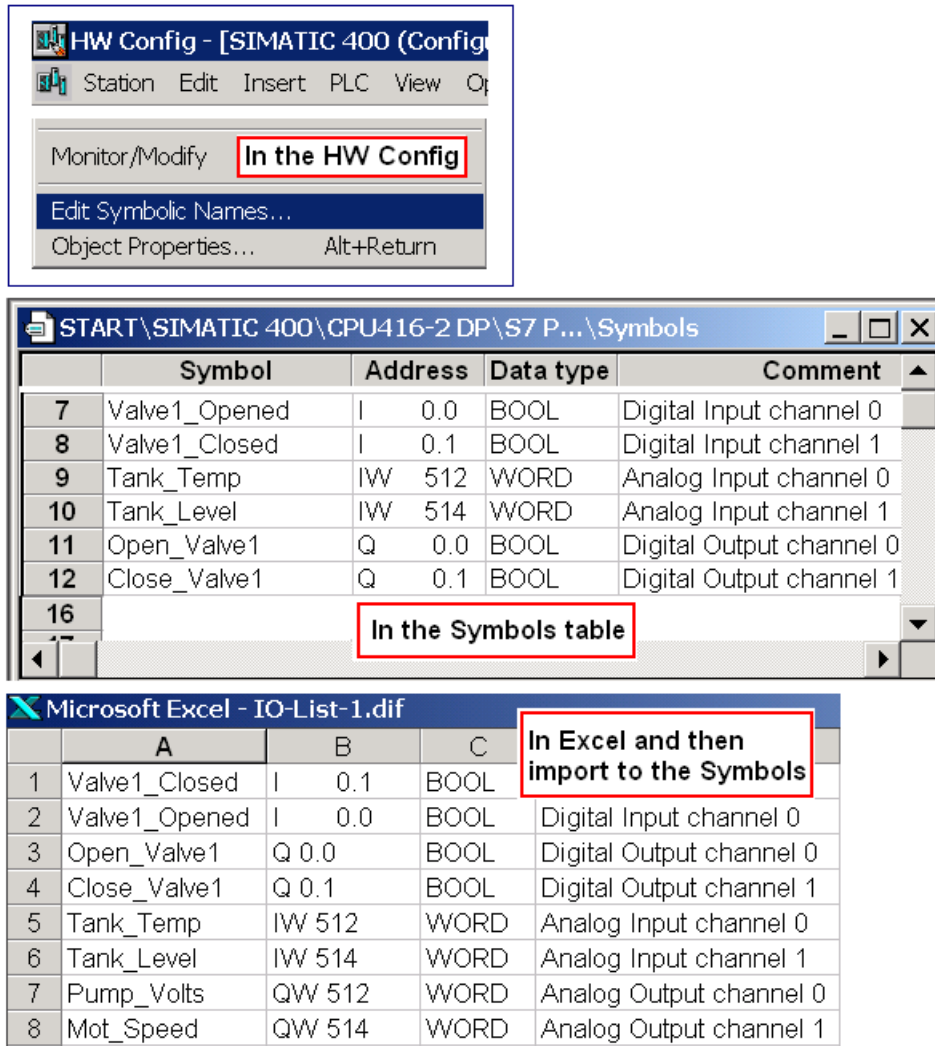 HW Config - [SIMATIC 400 (Config
Station Edit Insert PLC View Op
Monitor/Modify In the HW Config
Edit Symbolic Names...
Object Properties... Alt+Return
START\SIMATIC 400\CPU416-2 DP\S7 P...\Symbols
Symbol Address Data type Comment
7 Valve1_Opened I 0.0 BOOL Digital Input channel 0
8 Valve1_Closed I 0.1 BOOL Digital Input channel 1
9 Tank_Temp IW 512 WORD Analog Input channel 0
10 Tank_Level IW 514 WORD Analog Input channel 1
11 Open_Valve1 Q 0.0 BOOL Digital Output channel 0
12 Close_Valve1 Q 0.1 BOOL Digital Output channel 1
16
In the Symbols table
Microsoft Excel - IO-List-1.dif
A B C
In Excel and then
import to the Symbols
1 Valve1_Closed I 0.1 BOOL
2 Valve1_Opened I 0.0 BOOL Digital Input channel 0
3 Open_Valve1 Q 0.0 BOOL Digital Output channel 0
4 Close_Valve1 Q 0.1 BOOL Digital Output channel 1
5 Tank_Temp IW 512 WORD Analog Input channel 0
6 Tank_Level IW 514 WORD Analog Input channel 1
7 Pump_Volts QW 512 WORD Analog Output channel 0
8 Mot_Speed QW 514 WORD Analog Output channel 1